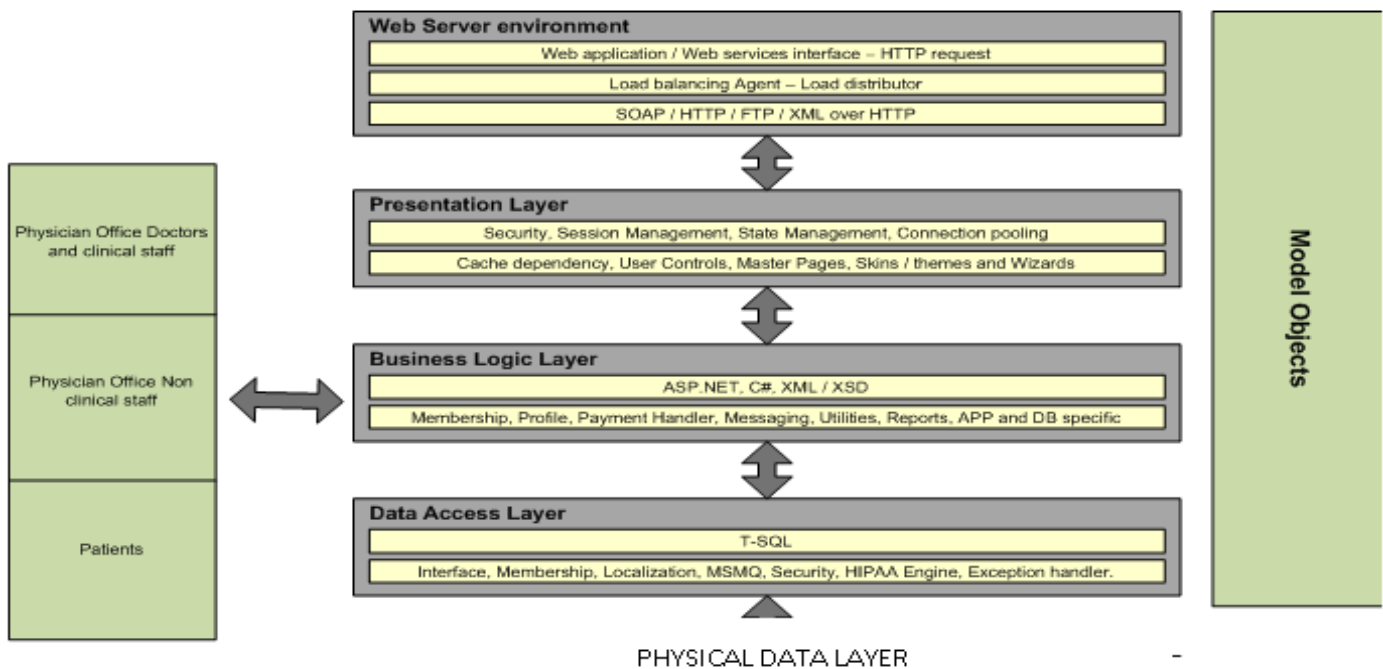 Web Server environment
Web application / Web services interface – HTTP request
Load balancing Agent – Load distributor
SOAP / HTTP / FTP / XML over HTTP
Presentation Layer
Security, Session Management, State Management, Connection pooling
Cache dependency, User Controls, Master Pages, Skins / themes and Wizards
Business Logic Layer
ASP.NET, C#, XML / XSD
Membership, Profile, Payment Handler, Messaging, Utilities, Reports, APP and DB specific
Data Access Layer
T-SQL
Interface, Membership, Localization, MSMQ, Security, HIPAA Engine, Exception handler.
Physician Office Doctors
and clinical staff
Physician Office Non
clinical staff
Patients
Model Objects
PHYSICAL DATA LAYER -